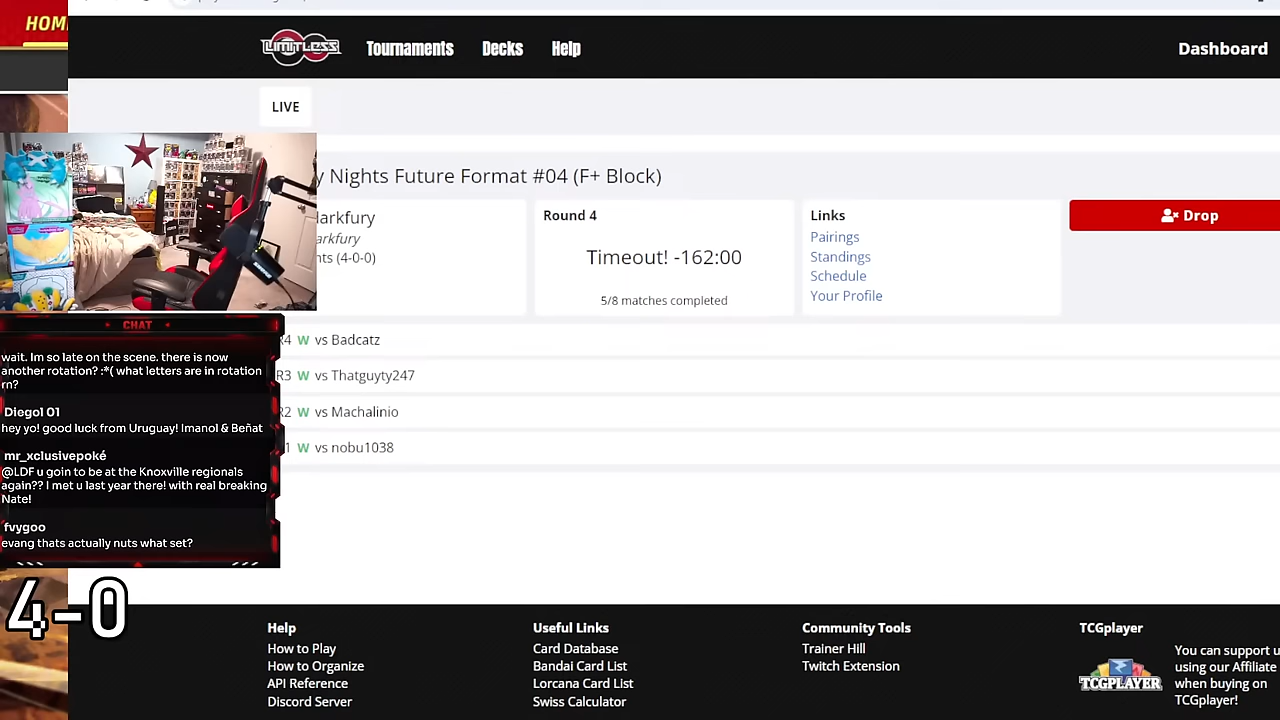 HOM
LIMITLESS
Tournaments
Decks
Help
Dashboard
LIVE
y Nights Future Format #04 (F+ Block)
darkfury
arkfury
nts (4-0-0)
Round 4
Timeout! -162:00
5/8 matches completed
Links
Pairings
Standings
Schedule
Your Profile
Drop
R4 W vs Badcatz
R3 W vs Thatguyty247
R2 W vs Machalinio
1 W vs nobu1038
CHAT
wait. Im so late on the scene. there is now
another rotation? :*( what letters are in rotation
rn?
Diegol 01
hey yo! good luck from Uruguay! Imanol & Beñat
mr_xclusivepoké
@LDF u goin to be at the Knoxville regionals
again?? I met u last year there! with real breaking
Nate!
fvygoo
evang thats actually nuts what set?
4-0
Help
How to Play
How to Organize
API Reference
Discord Server
Useful Links
Card Database
Bandai Card List
Lorcana Card List
Swiss Calculator
Community Tools
Trainer Hill
Twitch Extension
TCGplayer
TCGPLAYER
You can support u
using our Affiliate
when buying on
TCGplayer!